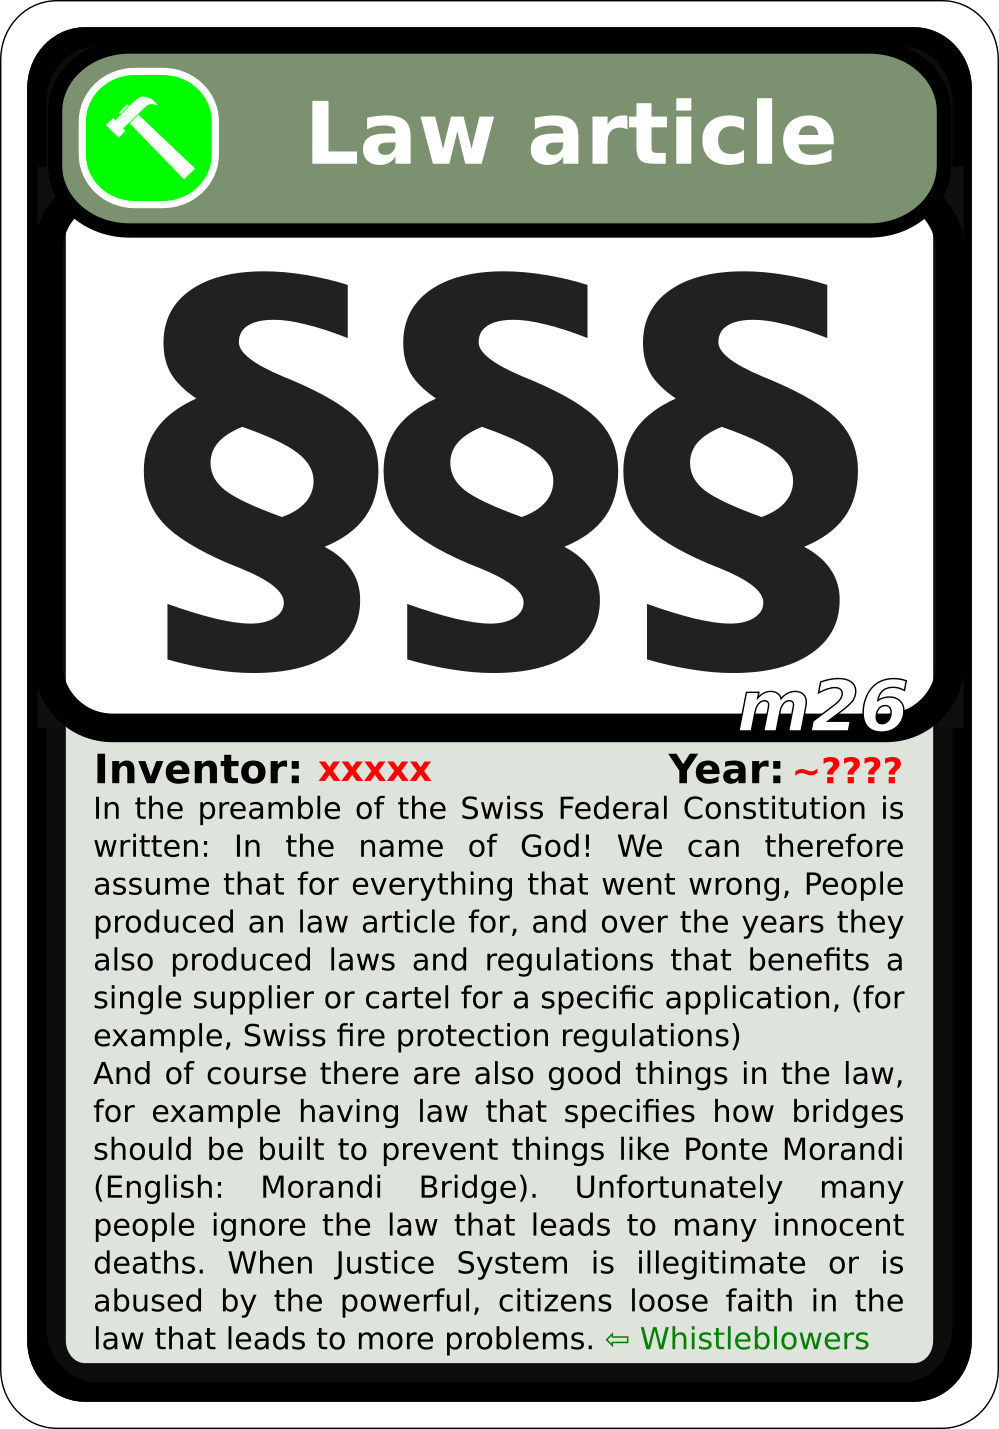 Law article
§§§
m26
Inventor: xxxxx Year: ~????
In the preamble of the Swiss Federal Constitution is
written: In the name of God! We can therefore
assume that for everything that went wrong, People
produced an law article for, and over the years they
also produced laws and regulations that benefits a
single supplier or cartel for a specific application, (for
example, Swiss fire protection regulations)
And of course there are also good things in the law,
for example having law that specifies how bridges
should be built to prevent things like Ponte Morandi
(English: Morandi Bridge). Unfortunately many
people ignore the law that leads to many innocent
deaths. When Justice System is illegitimate or is
abused by the powerful, citizens loose faith in the
law that leads to more problems. ⇦ Whistleblowers